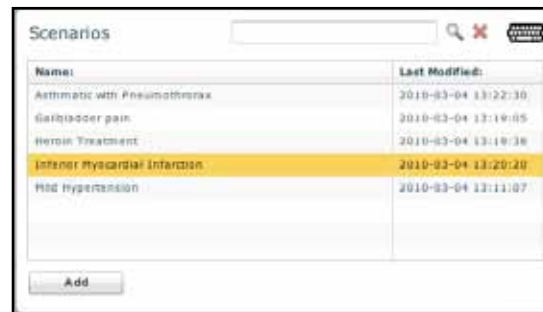 Scenarios
Name: Last Modified:
Asthmatic with Pneumothrorax 2010-03-04 13:22:30
Gallbladder pain 2010-03-04 13:19:05
Heroin Treatment 2010-03-04 13:19:36
Inferior Myocardial Infarction 2010-03-04 13:20:20
Mild Hypertension 2010-03-04 13:11:07
Add